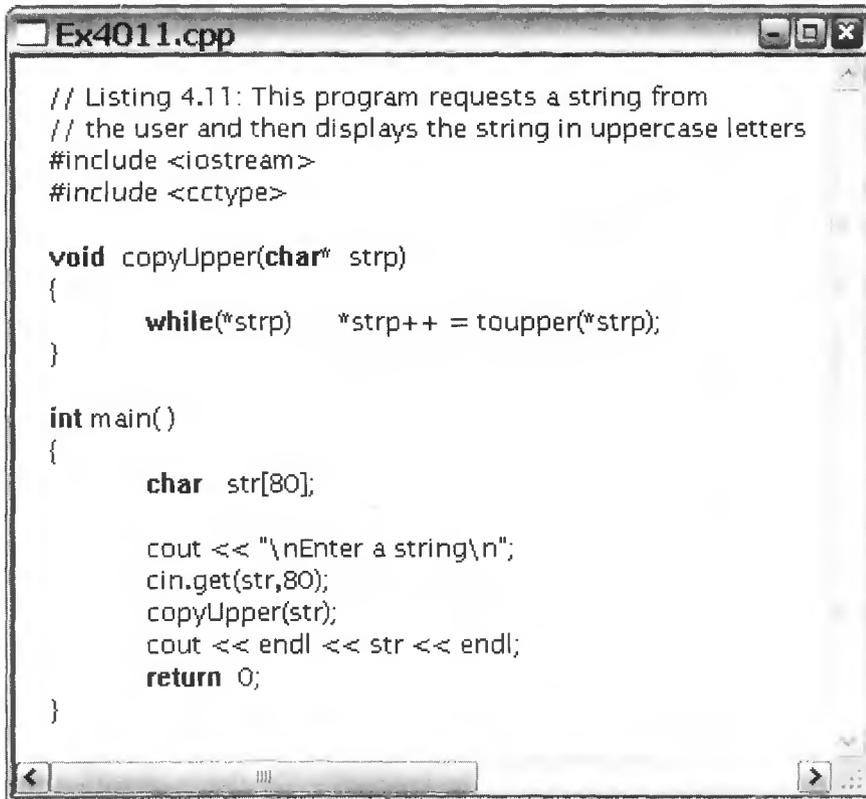 Ex4011.cpp
// Listing 4.11: This program requests a string from
// the user and then displays the string in uppercase letters
#include <iostream>
#include <cctype>
void copyUpper(char* strp)
{
while(*strp) *strp++ = toupper(*strp);
}
int main()
{
char str[80];
cout << "\nEnter a string\n";
cin.get(str,80);
copyUpper(str);
cout << endl << str << endl;
return 0;
}